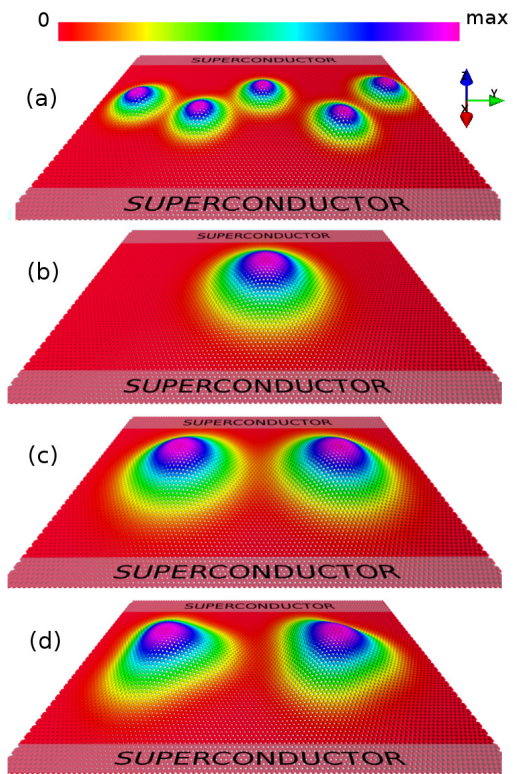 0 max
SUPERCONDUCTOR
(a)
Z
Y
X
SUPERCONDUCTOR
SUPERCONDUCTOR
(b)
SUPERCONDUCTOR
SUPERCONDUCTOR
(c)
SUPERCONDUCTOR
SUPERCONDUCTOR
(d)
SUPERCONDUCTOR